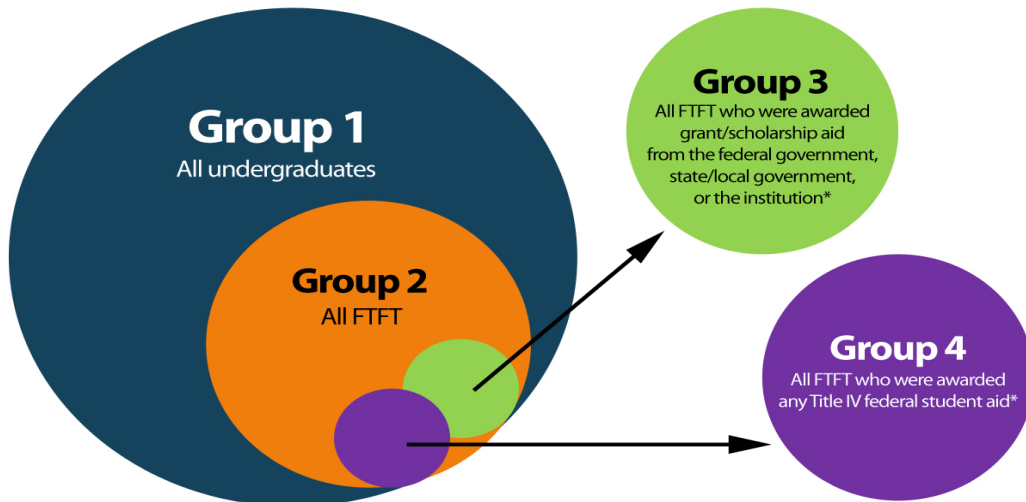 Group 1
All undergraduates
Group 2
All FTFT
Group 3
All FTFT who were awarded
grant/scholarship aid
from the federal government,
state/local government,
or the institution*
Group 4
All FTFT who were awarded
any Title IV federal student aid*